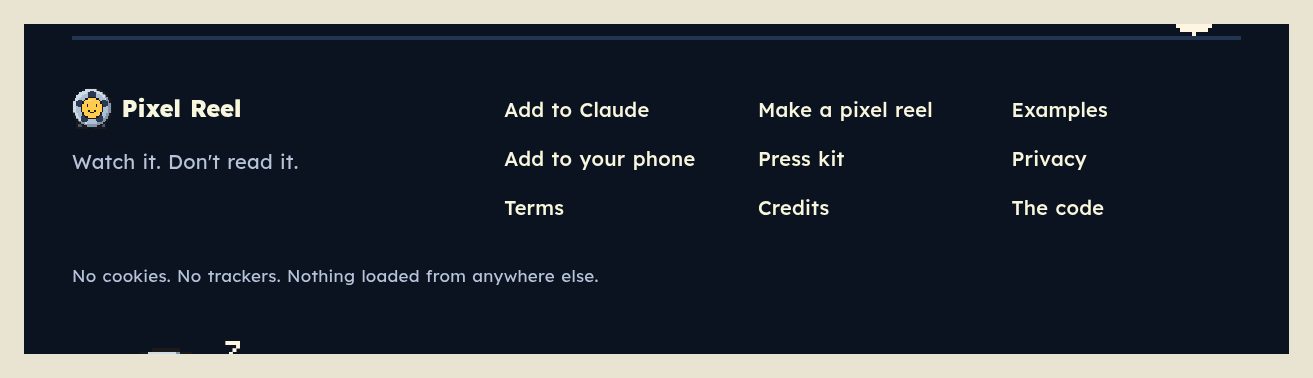 Pixel Reel
Watch it. Don't read it.
Add to Claude
Make a pixel reel
Examples
Add to your phone
Press kit
Privacy
Terms
Credits
The code
No cookies. No trackers. Nothing loaded from anywhere else.